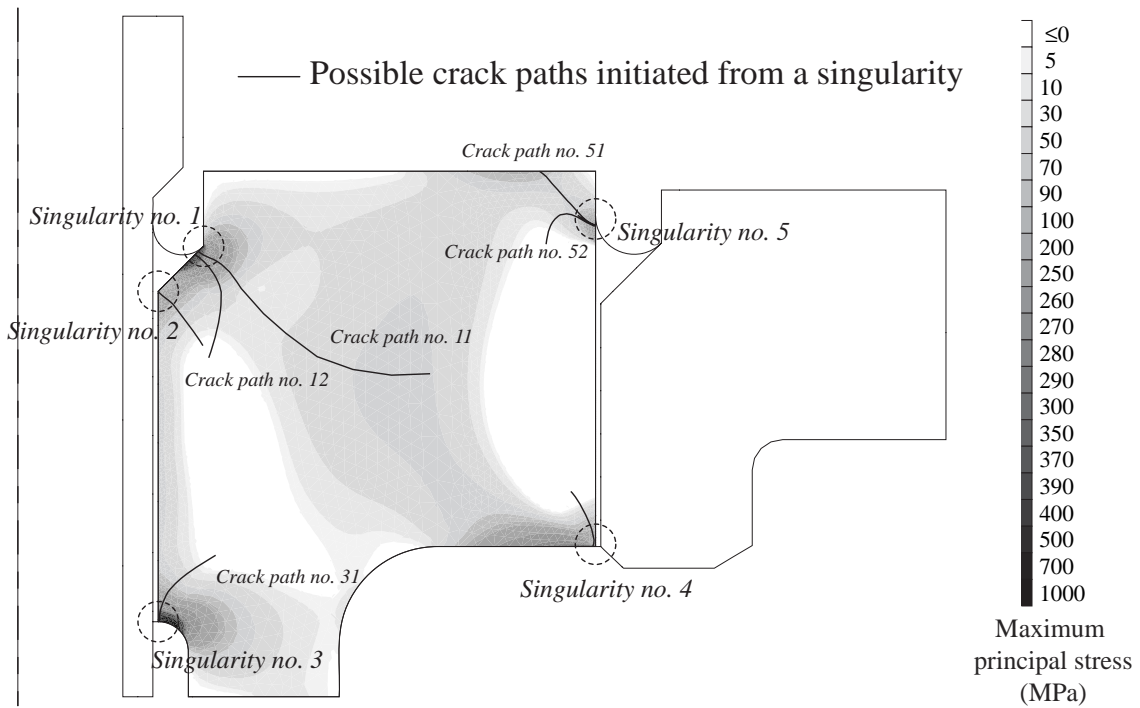 Possible crack paths initiated from a singularity
Crack path no. 51
Singularity no. 1
Singularity no. 5
Crack path no. 52
Singularity no. 2
Crack path no. 11
Crack path no. 12
Crack path no. 31
Singularity no. 4
Singularity no. 3
≤0
5
10
30
50
70
90
100
200
250
260
270
280
290
300
350
370
390
400
500
700
1000
Maximum
principal stress
(MPa)